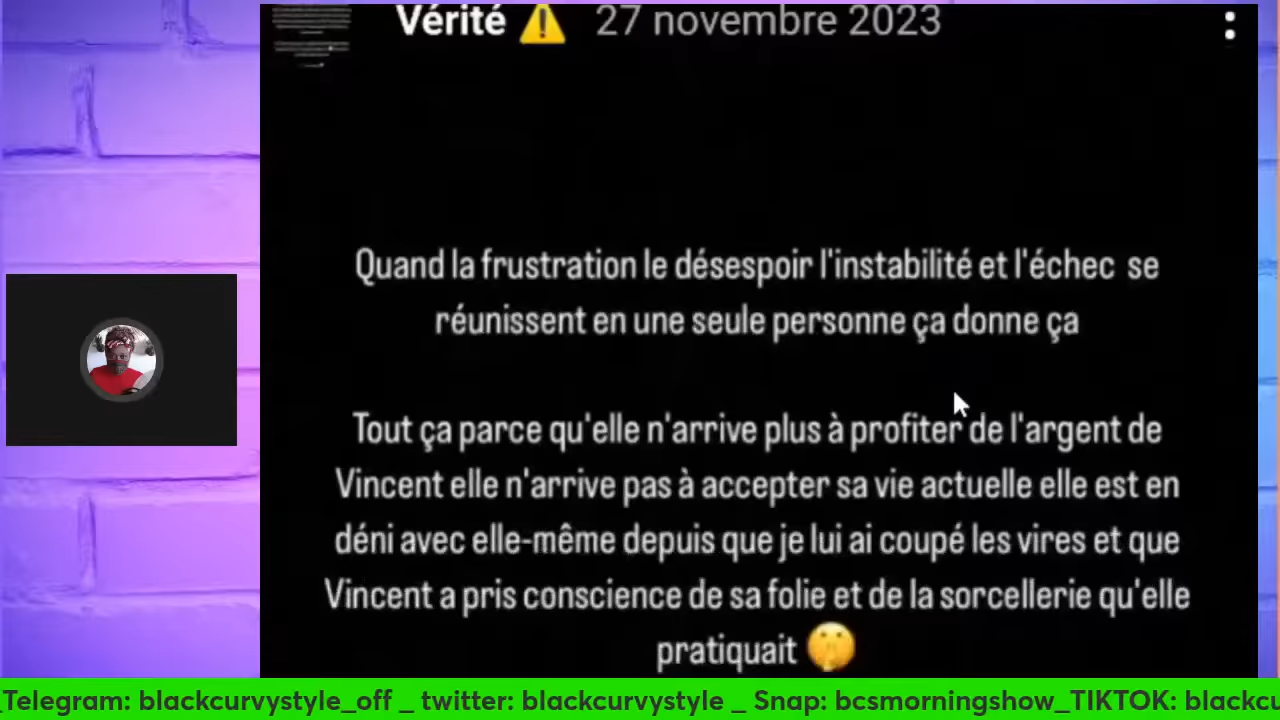 Vérité ⚠️ 27 novembre 2023
Quand la frustration le désespoir l'instabilité et l'échec se
réunissent en une seule personne ça donne ça
Tout ça parce qu'elle n'arrive plus à profiter de l'argent de
Vincent elle n'arrive pas à accepter sa vie actuelle elle est en
déni avec elle-même depuis que je lui ai coupé les vires et que
Vincent a pris conscience de sa folie et de la sorcellerie qu'elle
pratiquait 🤫
Telegram: blackcurvystyle_off _ twitter: blackcurvystyle _ Snap: bcsmorningshow_TIKTOK: blackcu